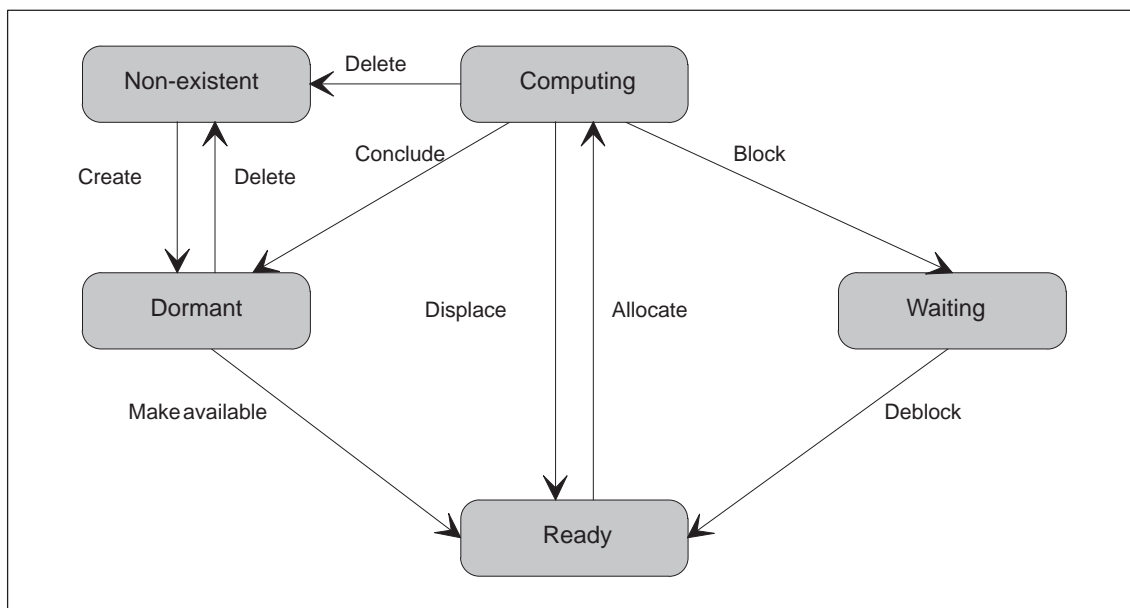 Non-existent
Delete
Computing
Create
Delete
Conclude
Block
Dormant
Displace
Allocate
Waiting
Make available
Deblock
Ready